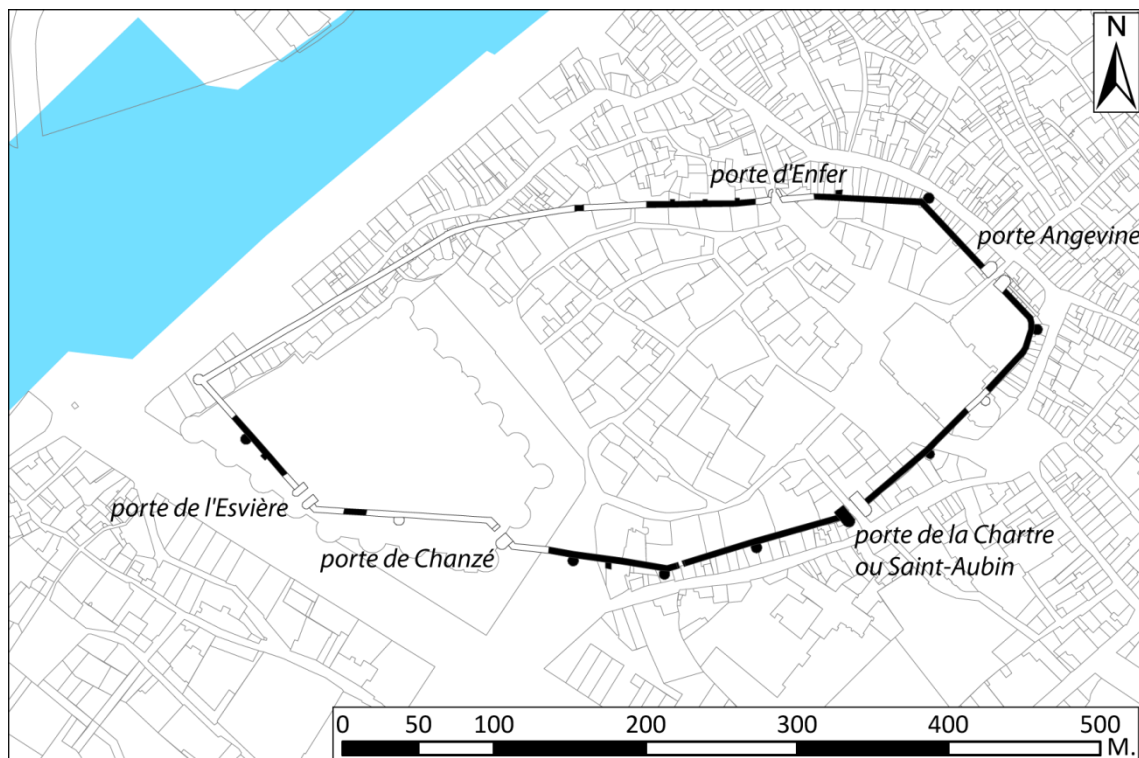 N
porte d'Enfer
porte Angevine
porte de l'Esvière
porte de Chanzé
porte de la Chartre
ou Saint-Aubin
0 50 100 200 300 400 500
M.